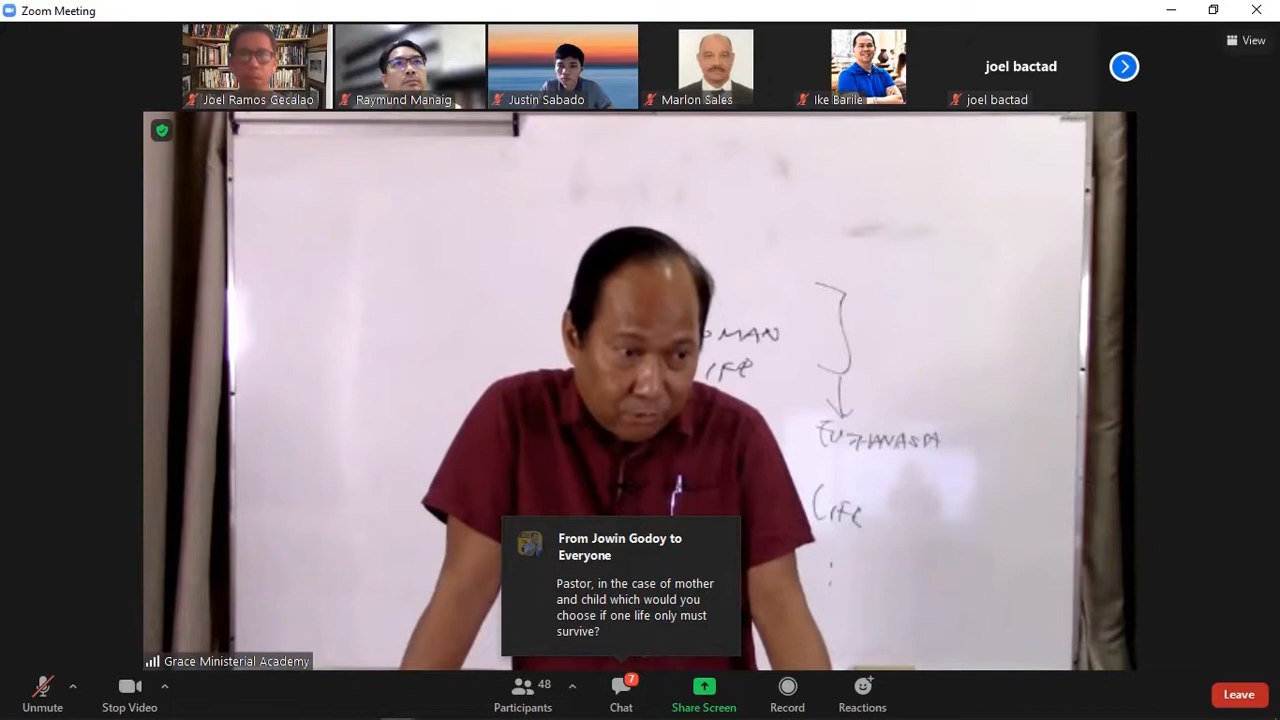 Zoom Meeting
View
joel bactad
Joel Ramos Gecalao
Raymund Manaig
Justin Sabado
Marlon Sales
Ike Barile
joel bactad
OMAN
IFE
LIFE
From Jowin Godoy to
Everyone
Pastor, in the case of mother
and child which would you
choose if one life only must
survive?
Grace Ministerial Academy
48
7
Unmute
Stop Video
Participants
Chat
Share Screen
Record
Reactions
Leave